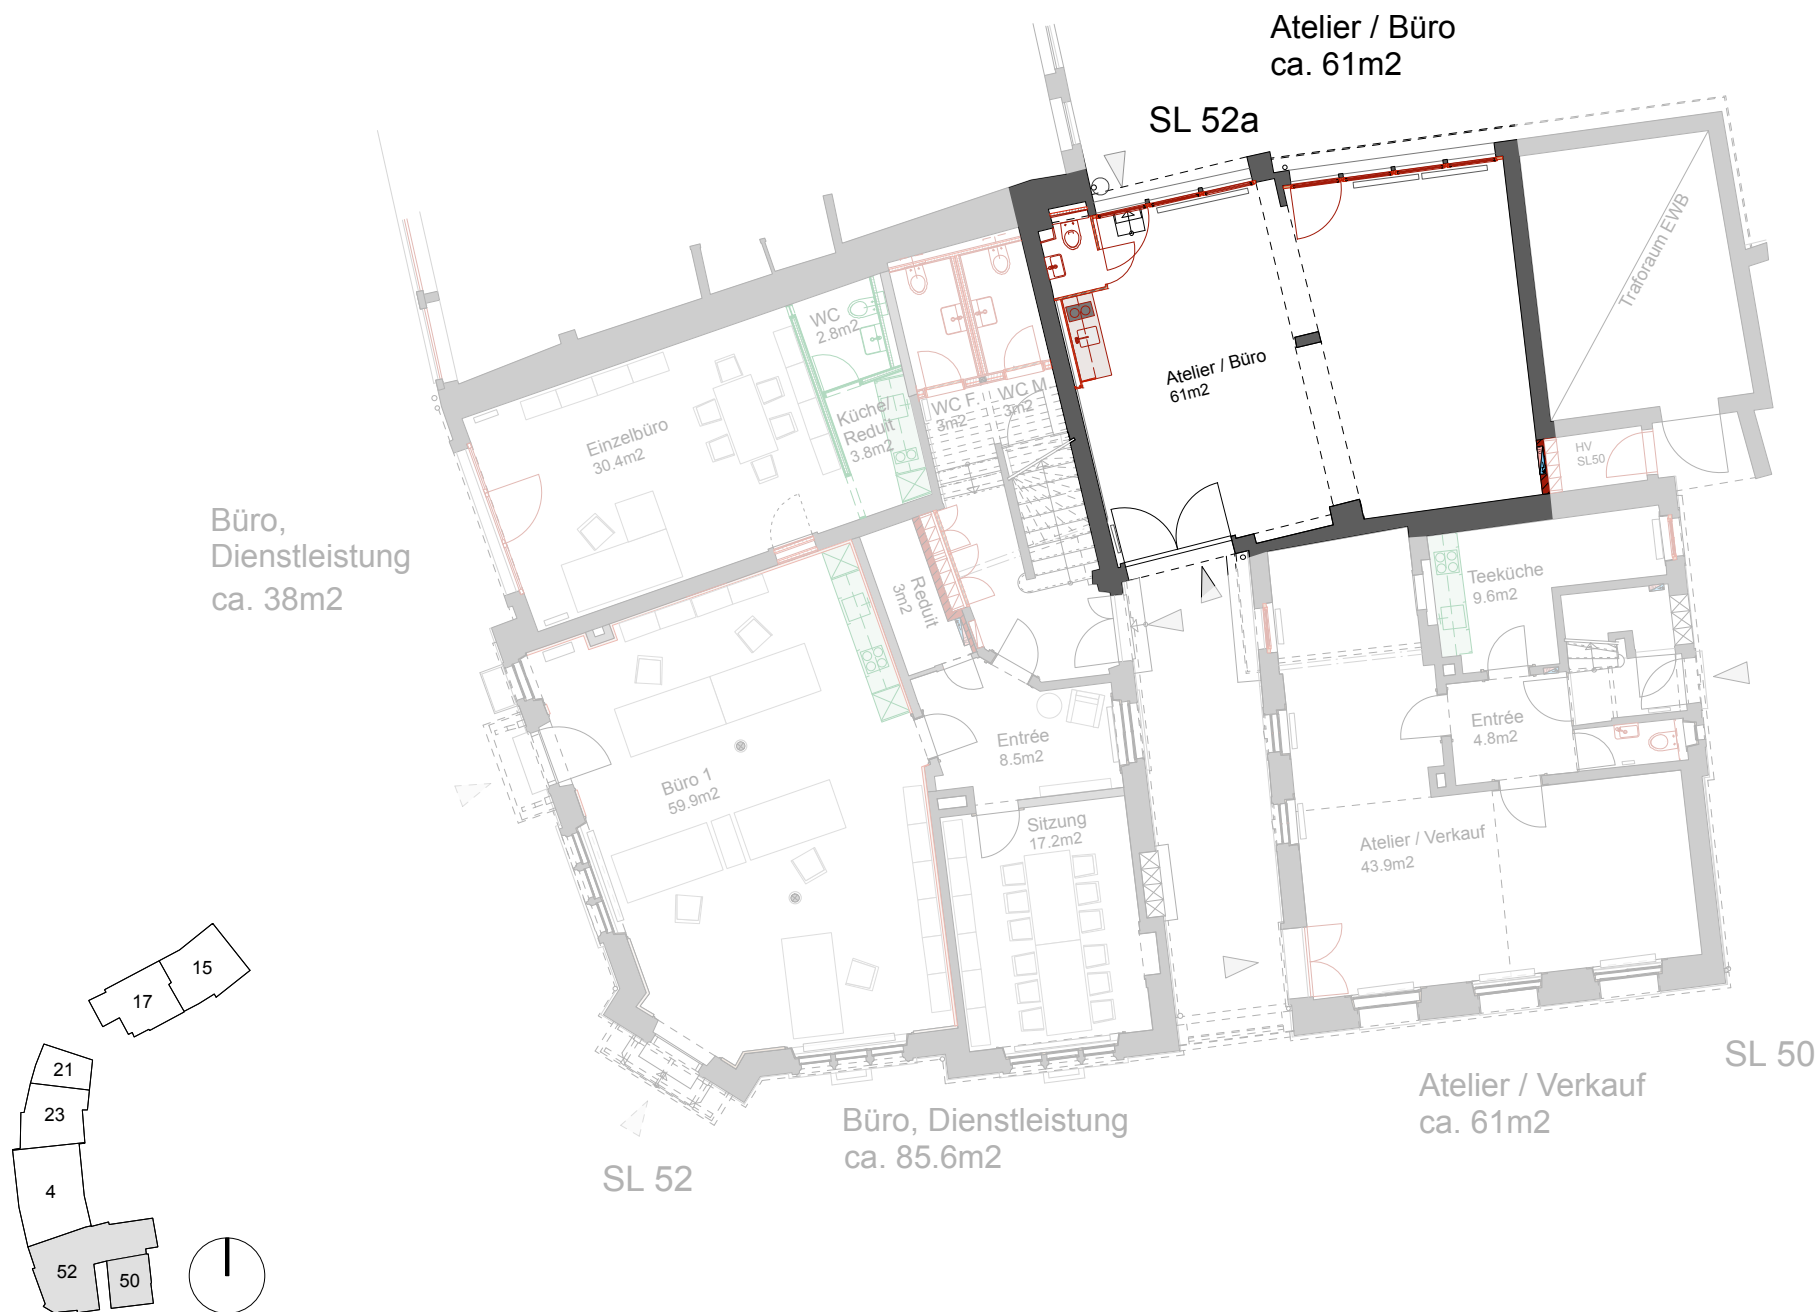 Atelier / Büro
ca. 61m2
SL 52a
Traforaum EWB
WC
2.8m2
Atelier / Büro
61m2
WC F.
3m2
WC M
3m2
Küche/
Reduit
3.8m2
Einzelbüro
30.4m2
HV
SL50
Büro,
Dienstleistung
ca. 38m2
Reduit
3m2
Teeküche
9.6m2
Entrée
8.5m2
Entrée
4.8m2
Büro 1
59.9m2
Sitzung
17.2m2
Atelier / Verkauf
43.9m2
SL 50
Atelier / Verkauf
ca. 61m2
Büro, Dienstleistung
ca. 85.6m2
SL 52
15
17
21
23
4
52
50